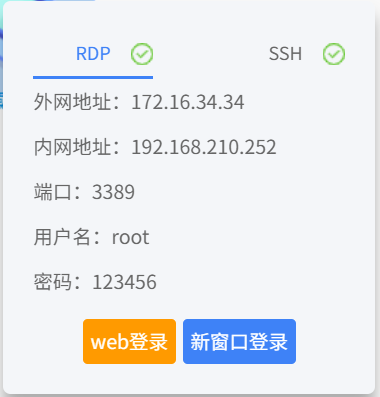 RDP SSH
外网地址：172.16.34.34
内网地址：192.168.210.252
端口：3389
用户名：root
密码：123456
web登录 新窗口登录